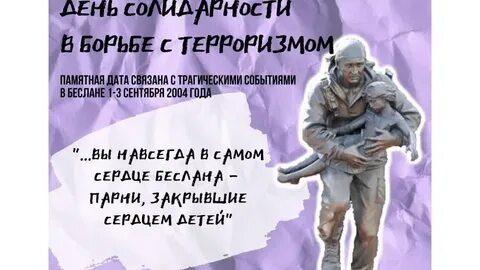 ДЕНЬ СОЛИДАРНОСТИ
В БОРЬБЕ С ТЕРРОРИЗМОМ
ПАМЯТНАЯ ДАТА СВЯЗАНА С ТРАГИЧЕСКИМИ СОБЫТИЯМИ
В БЕСЛАНЕ 1-3 СЕНТЯБРЯ 2004 ГОДА
"...ВЫ НАВСЕГДА В САМОМ
СЕРДЦЕ БЕСЛАНА –
ПАРНИ, ЗАКРЫВШИЕ
СЕРДЦЕМ ДЕТЕЙ"